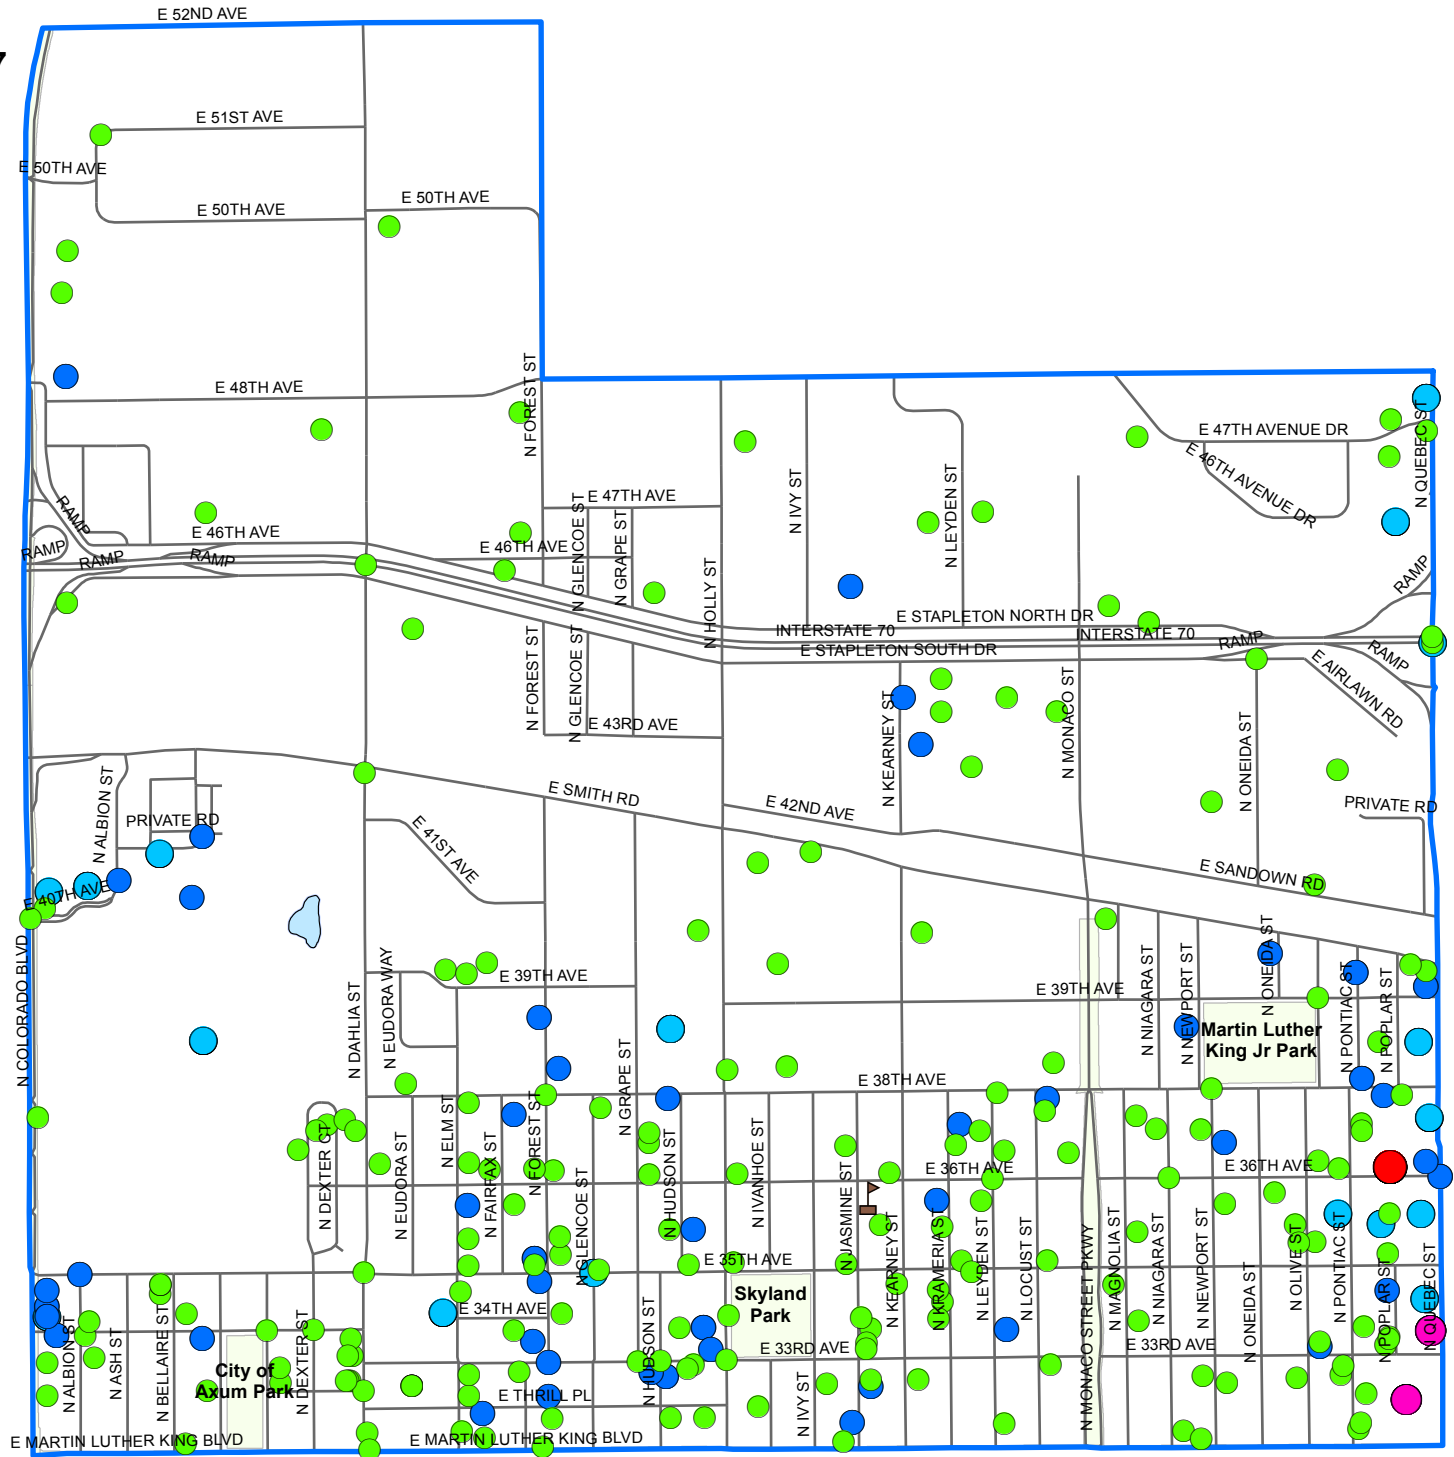 E 52ND AVE
E 51ST AVE
E 50TH AVE
E 50TH AVE
E 50TH AVE
E 48TH AVE
N FOREST ST
E 47TH AVENUE DR
N QUEBEC ST
E 46TH AVENUE DR
N IVY ST
N LEYDEN ST
E 47TH AVE
N GLENCOE ST
N GRAPE ST
RAMP
E 46TH AVE
E 46TH AVE
RAMP
RAMP
RAMP
N HOLLY ST
RAMP
E STAPLETON NORTH DR
INTERSTATE 70
INTERSTATE 70
E STAPLETON SOUTH DR
RAMP
RAMP
E AIRLAWN RD
N FOREST ST
N GLENCOE ST
E 43RD AVE
N KEARNEY ST
N MONACO ST
N ONEIDA ST
N ALBION ST
PRIVATE RD
E SMITH RD
E 42ND AVE
PRIVATE RD
E 41ST AVE
E SANDOWN RD
E 40TH AVE
N COLORADO BLVD
N DAHLIA ST
N EUDORA WAY
E 39TH AVE
E 39TH AVE
N NIAGARA ST
N NEWPORT ST
N ONEIDA ST
N PONTIAC ST
N POPLAR ST
Martin Luther
King Jr Park
N GRAPE ST
E 38TH AVE
N DEXTER CT
N EUDORA ST
N ELM ST
N FAIRFAX ST
N FOREST ST
N GLENCOE ST
N HUDSON ST
N IVANHOE ST
N JASMINE ST
E 36TH AVE
E 36TH AVE
N KEARNEY ST
N KRAMERIA ST
N LEYDEN ST
N LOCUST ST
N MONACO STREET PKWY
N MAGNOLIA ST
N NIAGARA ST
N NEWPORT ST
N ONEIDA ST
N OLIVE ST
N PONTIAC ST
N POPLAR ST
N QUEBEC ST
E 35TH AVE
Skyland
Park
E 34TH AVE
E 33RD AVE
E 33RD AVE
N ALBION ST
N ASH ST
N BELLAIRE ST
City of
Axum Park
N DEXTER ST
N HUDSON ST
E THRILL PL
N IVY ST
E MARTIN LUTHER KING BLVD
E MARTIN LUTHER KING BLVD